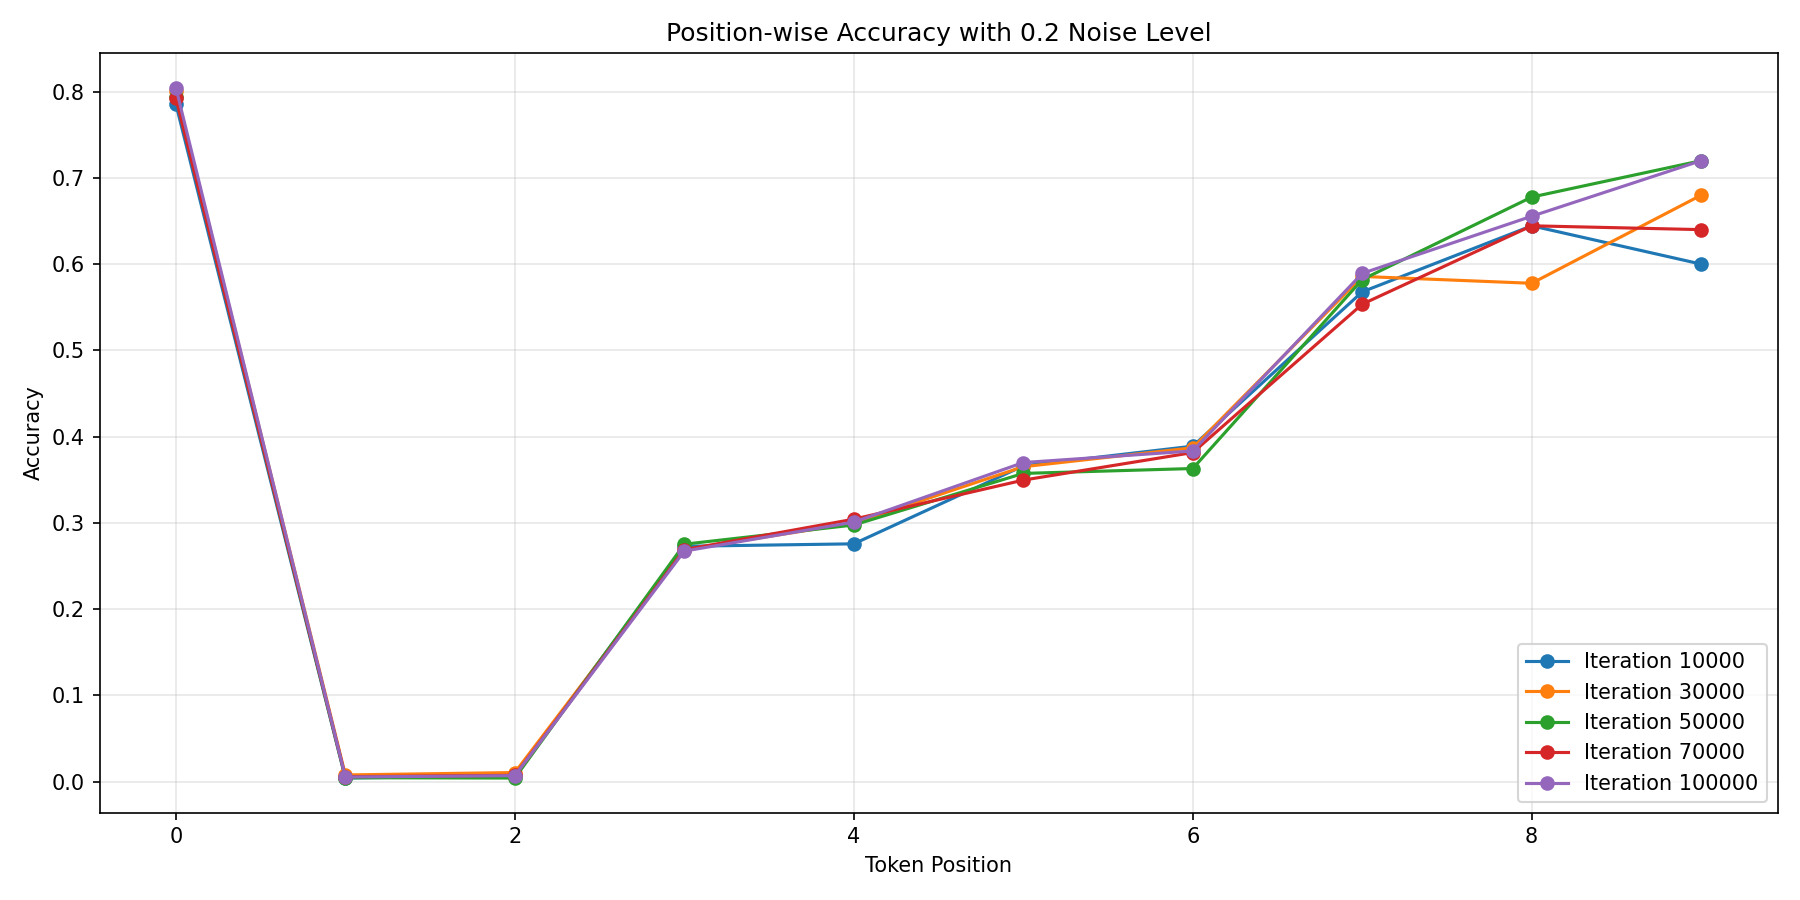 Position-wise Accuracy with 0.2 Noise Level
Accuracy
0.8
0.7
0.6
0.5
0.4
0.3
0.2
0.1
0.0
0 2 4 6 8
Token Position
Iteration 10000
Iteration 30000
Iteration 50000
Iteration 70000
Iteration 100000